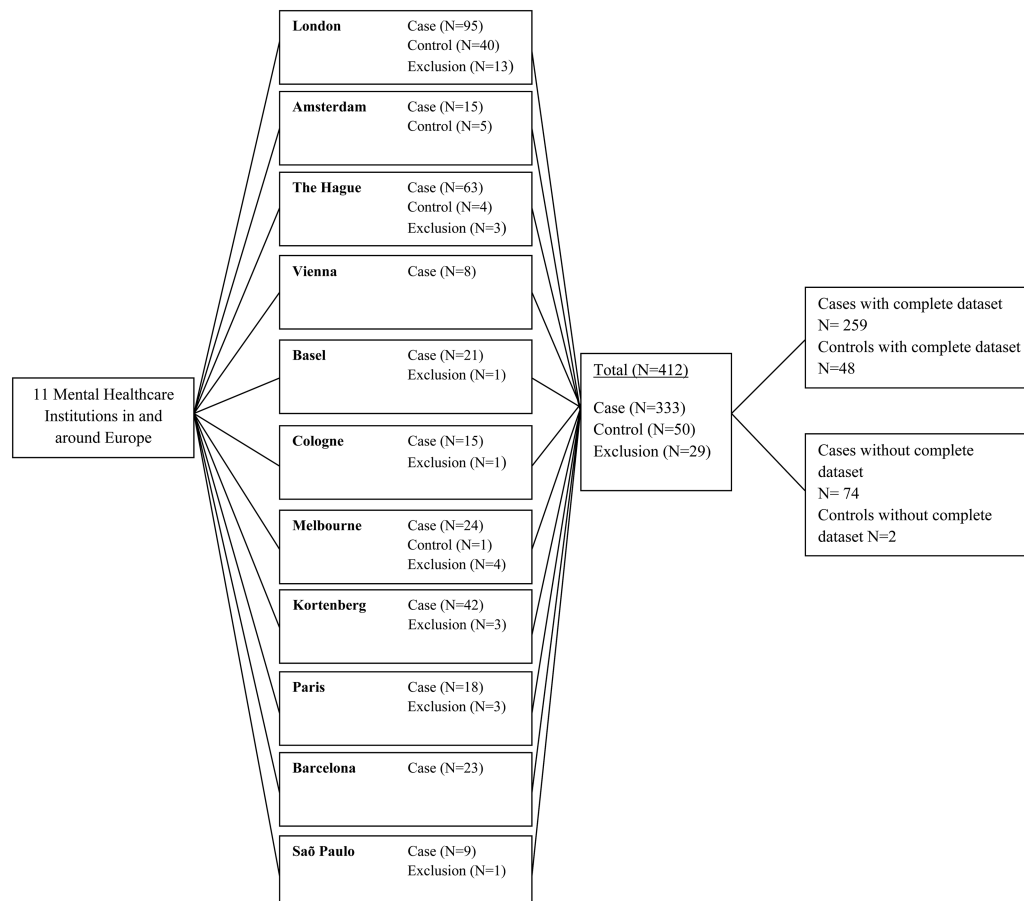 11 Mental Healthcare
Institutions in and
around Europe
London Case (N=95)
Control (N=40)
Exclusion (N=13)
Amsterdam Case (N=15)
Control (N=5)
The Hague Case (N=63)
Control (N=4)
Exclusion (N=3)
Vienna Case (N=8)
Basel Case (N=21)
Exclusion (N=1)
Cologne Case (N=15)
Exclusion (N=1)
Melbourne Case (N=24)
Control (N=1)
Exclusion (N=4)
Kortenberg Case (N=42)
Exclusion (N=3)
Paris Case (N=18)
Exclusion (N=3)
Barcelona Case (N=23)
Saõ Paulo Case (N=9)
Exclusion (N=1)
Total (N=412)
Case (N=333)
Control (N=50)
Exclusion (N=29)
Cases with complete dataset
N= 259
Controls with complete dataset
N=48
Cases without complete
dataset
N= 74
Controls without complete
dataset N=2